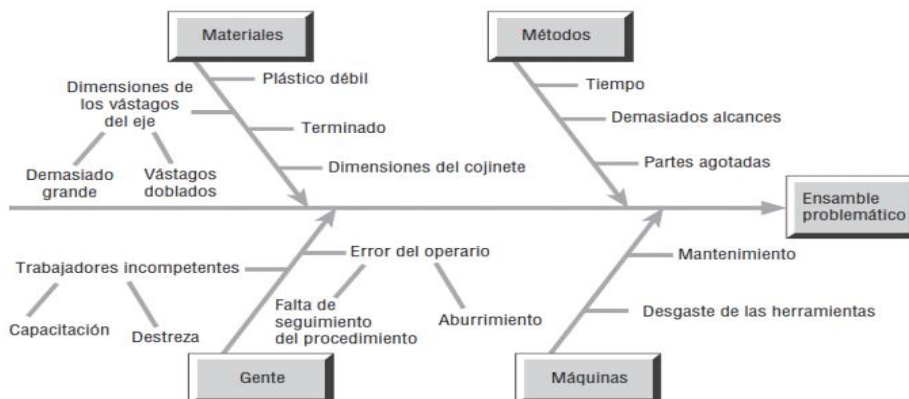 Materiales
Métodos
Plástico débil
Dimensiones de
los vástagos
del eje
Terminado
Demasiado
grande
Vástagos
doblados
Dimensiones del cojinete
Tiempo
Demasiados alcances
Partes agotadas
Ensamble
problemático
Trabajadores incompetentes
Capacitación
Destreza
Error del operario
Falta de
seguimiento
del procedimiento
Aburrimiento
Mantenimiento
Desgaste de las herramientas
Gente
Máquinas